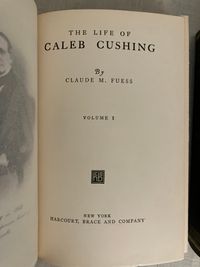 THE LIFE OF
CALEB CUSHING
By
CLAUDE M. FUESS
VOLUME I
NEW YORK
HARCOURT, BRACE AND COMPANY